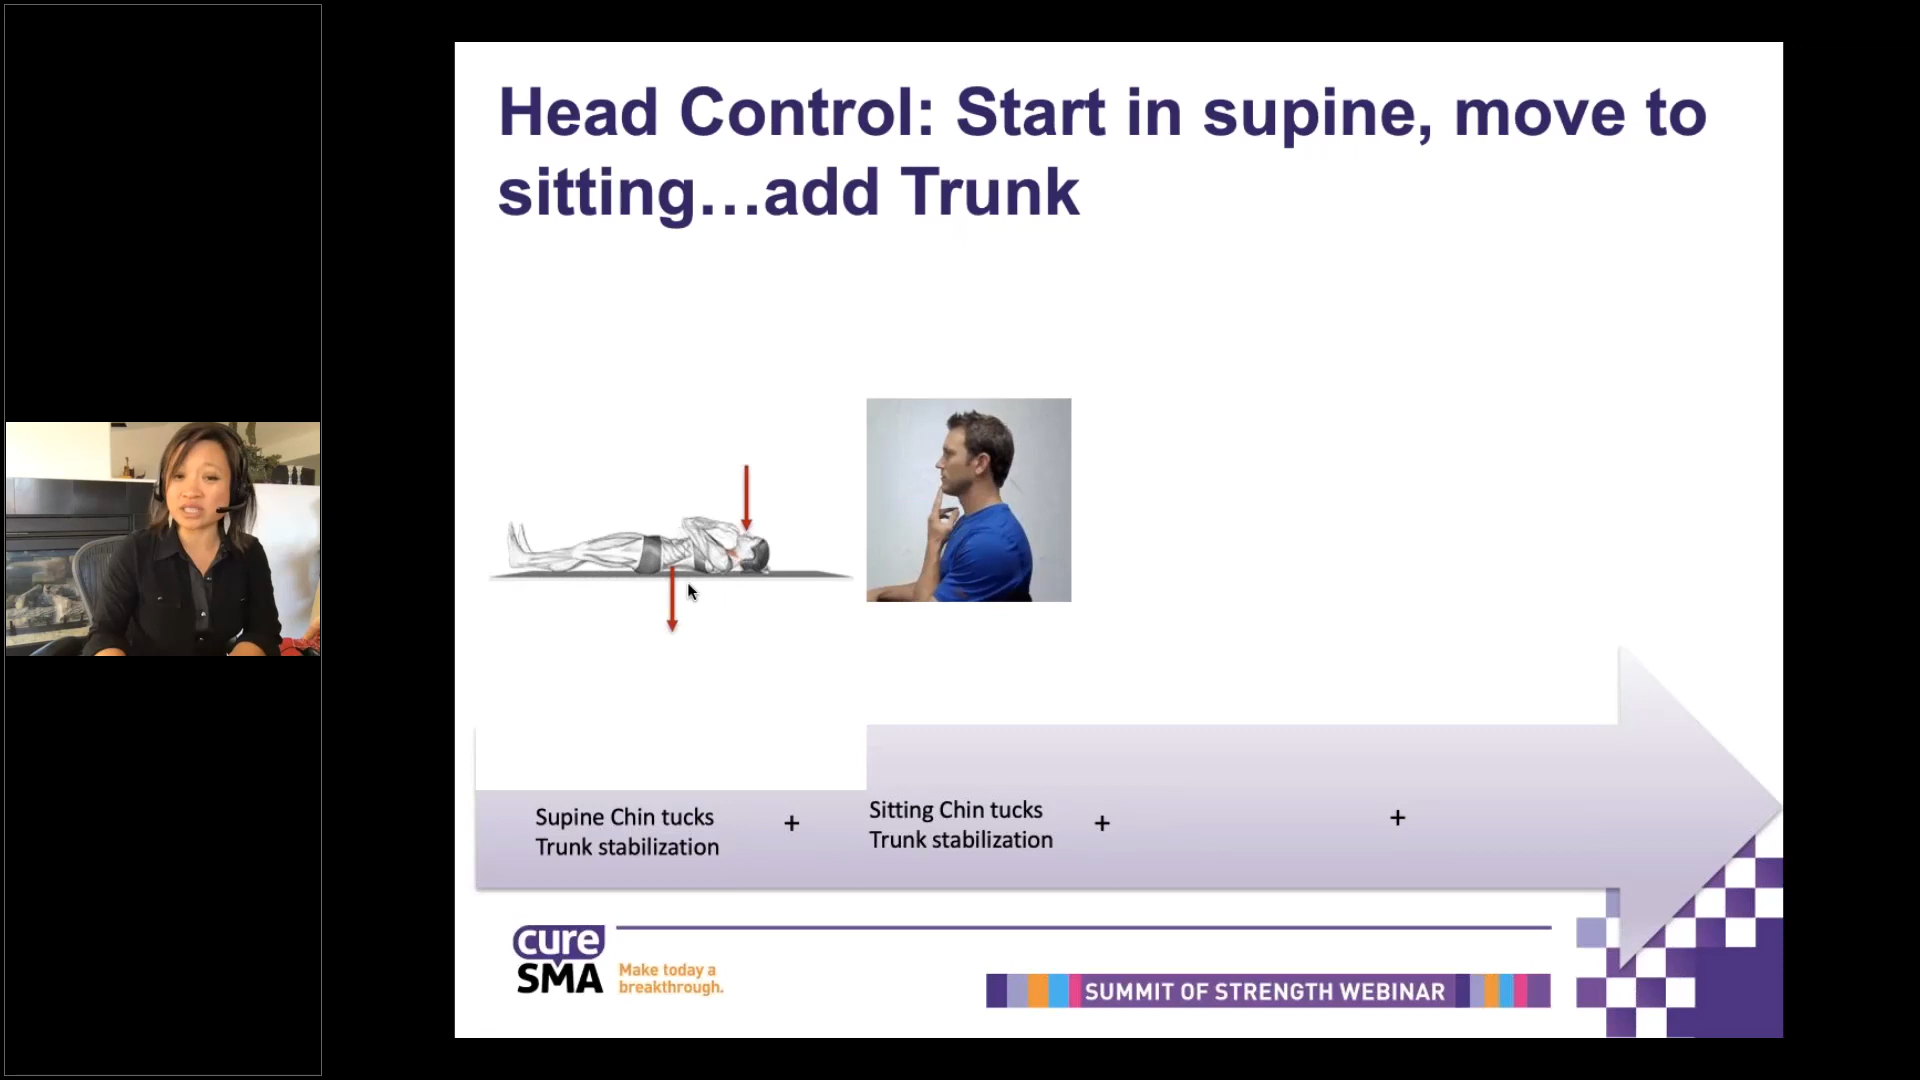 Head Control: Start in supine, move to
sitting…add Trunk
Supine Chin tucks
Trunk stabilization
+
Sitting Chin tucks
Trunk stabilization
+
+
cure
SMA
Make today a
breakthrough.
SUMMIT OF STRENGTH WEBINAR